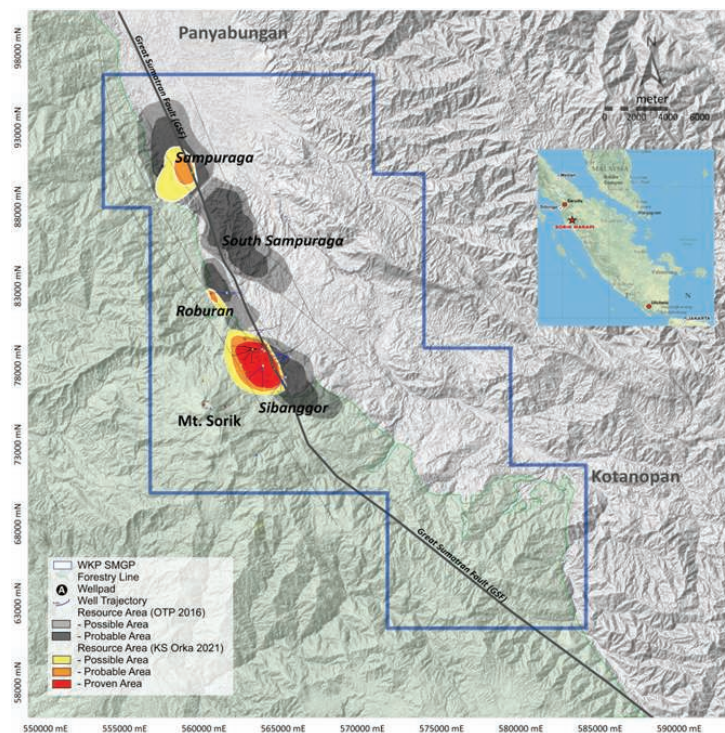 Panyabungan
N
meter
0 2000 4000 6000
Great Sumatran Fault (GSF)
Sampuraga
South Sampuraga
Roburan
Sibanggor
Mt. Sorik
Kotanopan
Great Sumatran Fault (GSF)
MALAYSIA
Medan
SORIK MARAPI
N
JAKARTA
WKP SMGP
Forestry Line
A Wellpad
Well Trajectory
Resource Area (OTP 2016)
- Possible Area
- Probable Area
Resource Area (KS Orka 2021)
- Possible Area
- Probable Area
- Proven Area
98000 mN
93000 mN
88000 mN
83000 mN
78000 mN
73000 mN
68000 mN
63000 mN
58000 mN
550000 mE 555000 mE 560000 mE 565000 mE 570000 mE 575000 mE 580000 mE 585000 mE 590000 mE